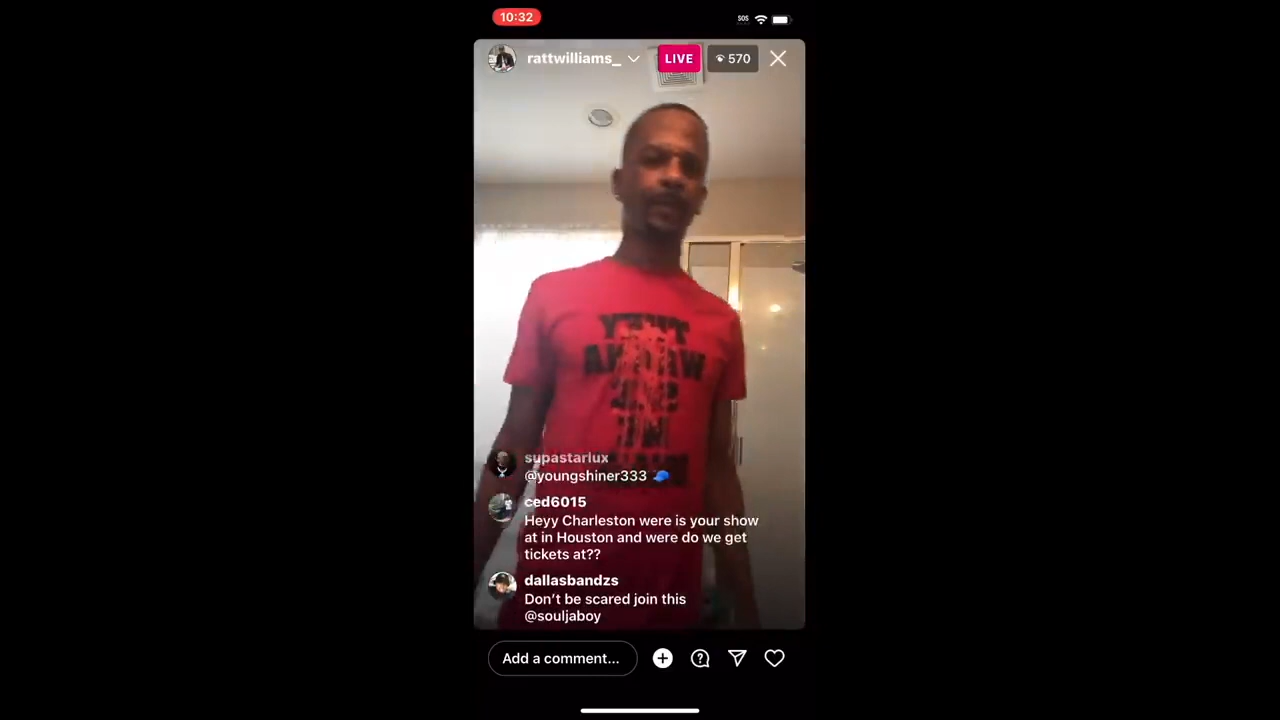 10:32
SOS
rattwilliams_
LIVE
570
supastarlux
@youngshiner333
ced6015
Heyy Charleston were is your show
at in Houston and were do we get
tickets at??
dallasbandzs
Don’t be scared join this
@souljaboy
Add a comment...